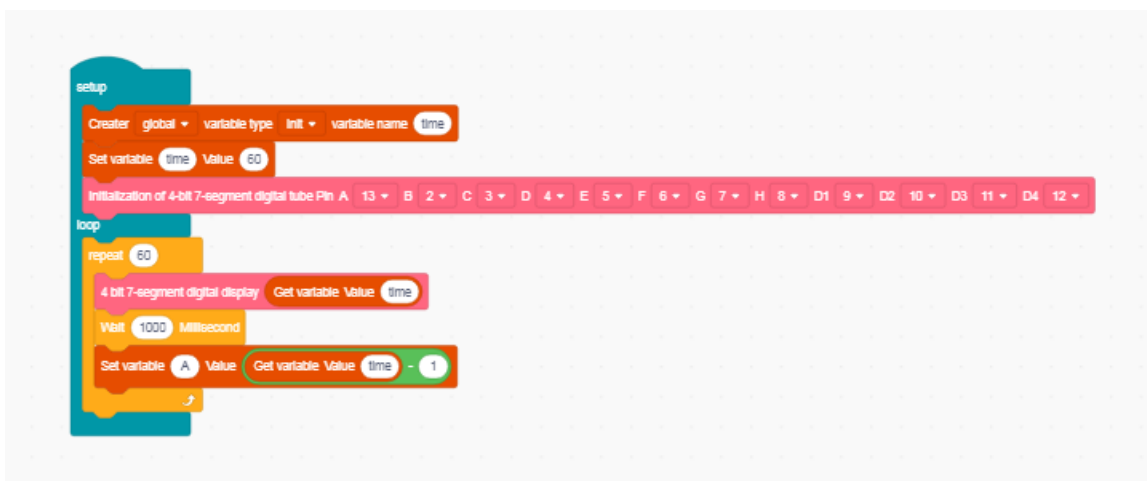 setup
Creater global variable type Init variable name time
Set variable time Value 60
Initialization of 4-bit 7-segment digital tube Pin A 13 B 2 C 3 D 4 E 5 F 6 G 7 H 8 D1 9 D2 10 D3 11 D4 12
loop
repeat 60
4 bit 7-segment digital display Get variable Value time
Wait 1000 Millisecond
Set variable A Value Get variable Value time - 1